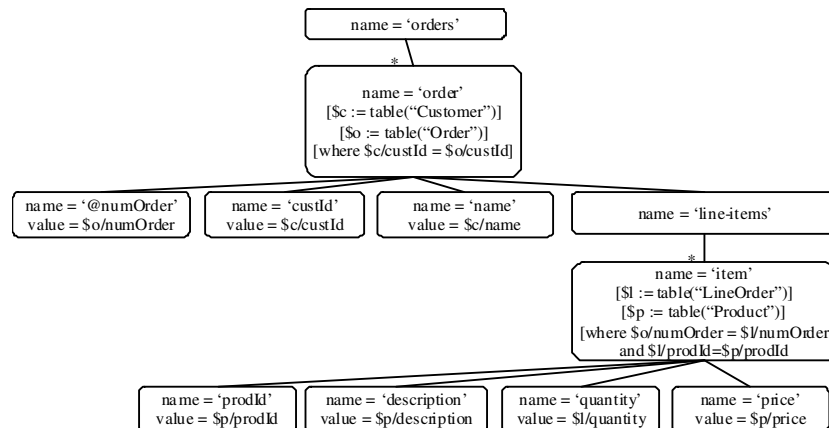 name = ‘orders’
*
name = ‘order’
[$c := table(“Customer”)]
[$o := table(“Order”)]
[where $c/custId = $o/custId]
name = ‘@numOrder’
value = $o/numOrder
name = ‘custId’
value = $c/custId
name = ‘name’
value = $c/name
name = ‘line-items’
*
name = ‘item’
[$l := table(“LineOrder”)]
[$p := table(“Product”)]
[where $o/numOrder = $l/numOrder
and $l/prodId=$p/prodId
name = ‘prodId’
value = $p/prodId
name = ‘description’
value = $p/description
name = ‘quantity’
value = $l/quantity
name = ‘price’
value = $p/price